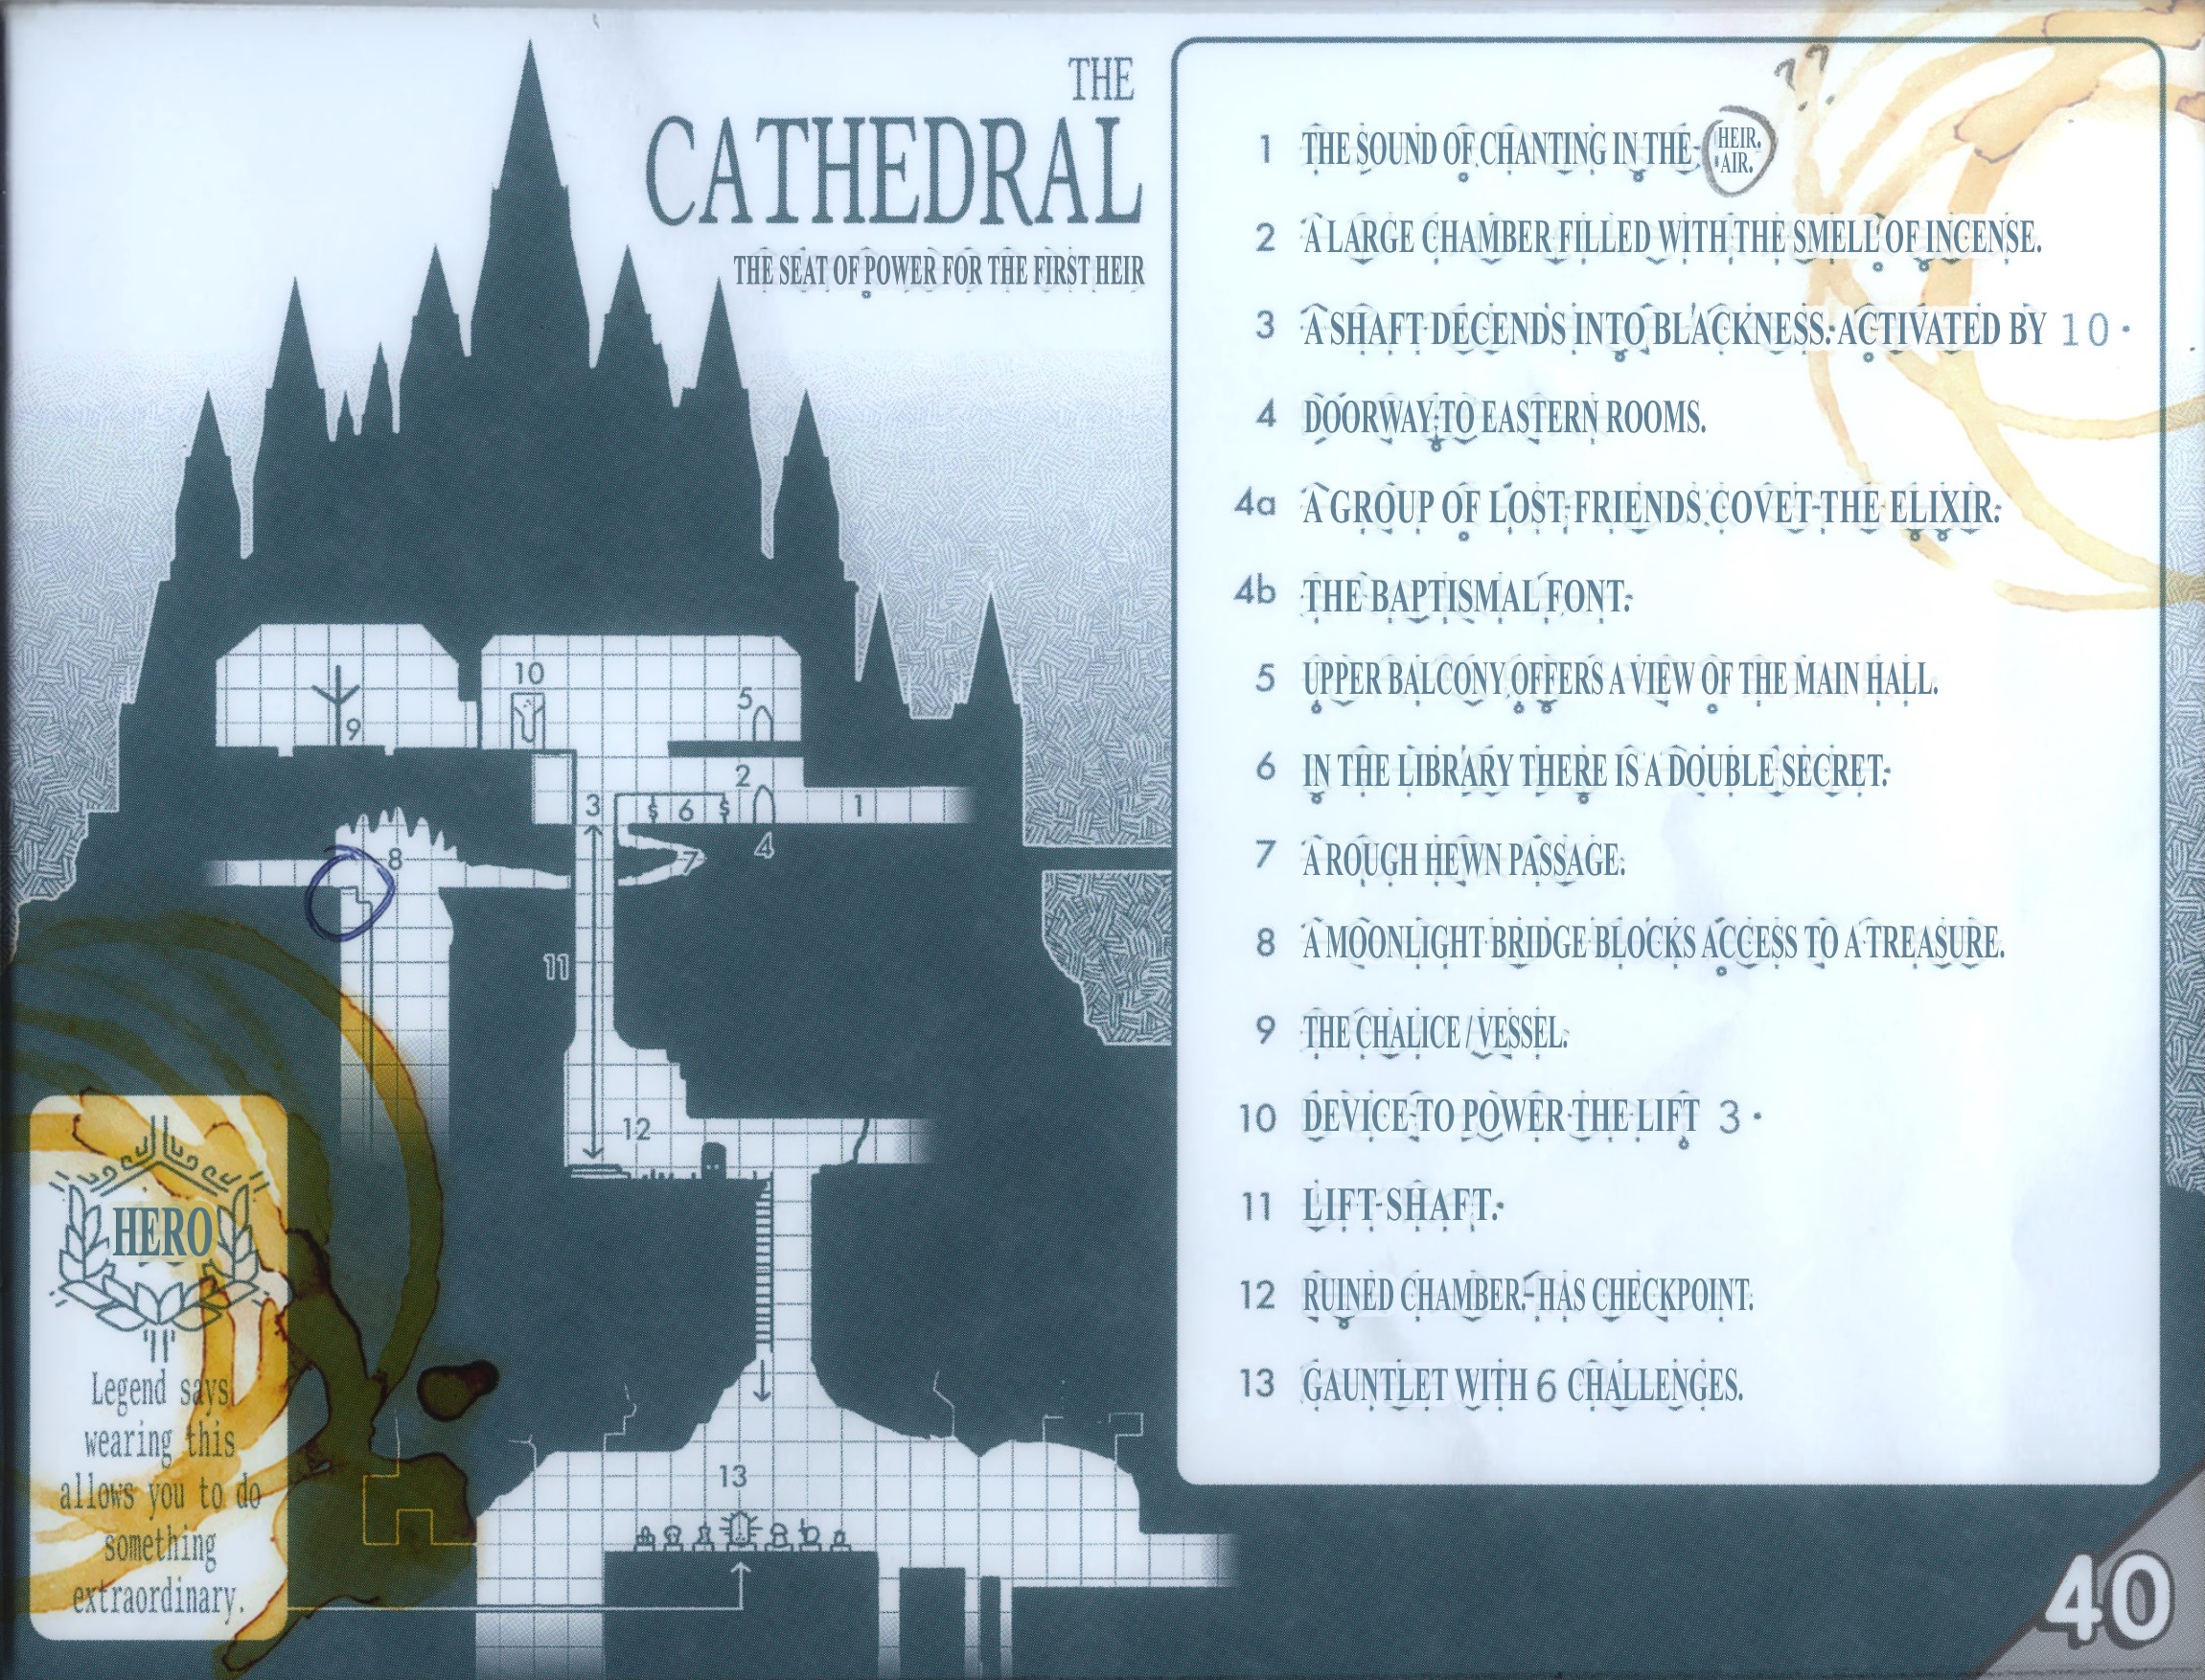 THE
CATHEDRAL
THE SEAT OF POWER FOR THE FIRST HEIR
1 THE SOUND OF CHANTING IN THE HEIR.
AIR.
??
2 A LARGE CHAMBER FILLED WITH THE SMELL OF INCENSE.
3 A SHAFT DECENDS INTO BLACKNESS. ACTIVATED BY 10.
4 DOORWAY TO EASTERN ROOMS.
4a A GROUP OF LOST FRIENDS COVET THE ELIXIR.
4b THE BAPTISMAL FONT.
5 UPPER BALCONY OFFERS A VIEW OF THE MAIN HALL.
6 IN THE LIBRARY THERE IS A DOUBLE SECRET.
7 A ROUGH HEWN PASSAGE.
8 A MOONLIGHT BRIDGE BLOCKS ACCESS TO A TREASURE.
9 THE CHALICE / VESSEL.
10 DEVICE TO POWER THE LIFT 3.
11 LIFT SHAFT.
12 RUINED CHAMBER. HAS CHECKPOINT.
13 GAUNTLET WITH 6 CHALLENGES.
10
5
9
2
3
S 6 S
1
4
7
8
11
12
13
HERO
Legend says
wearing this
allows you to do
something
extraordinary.
40